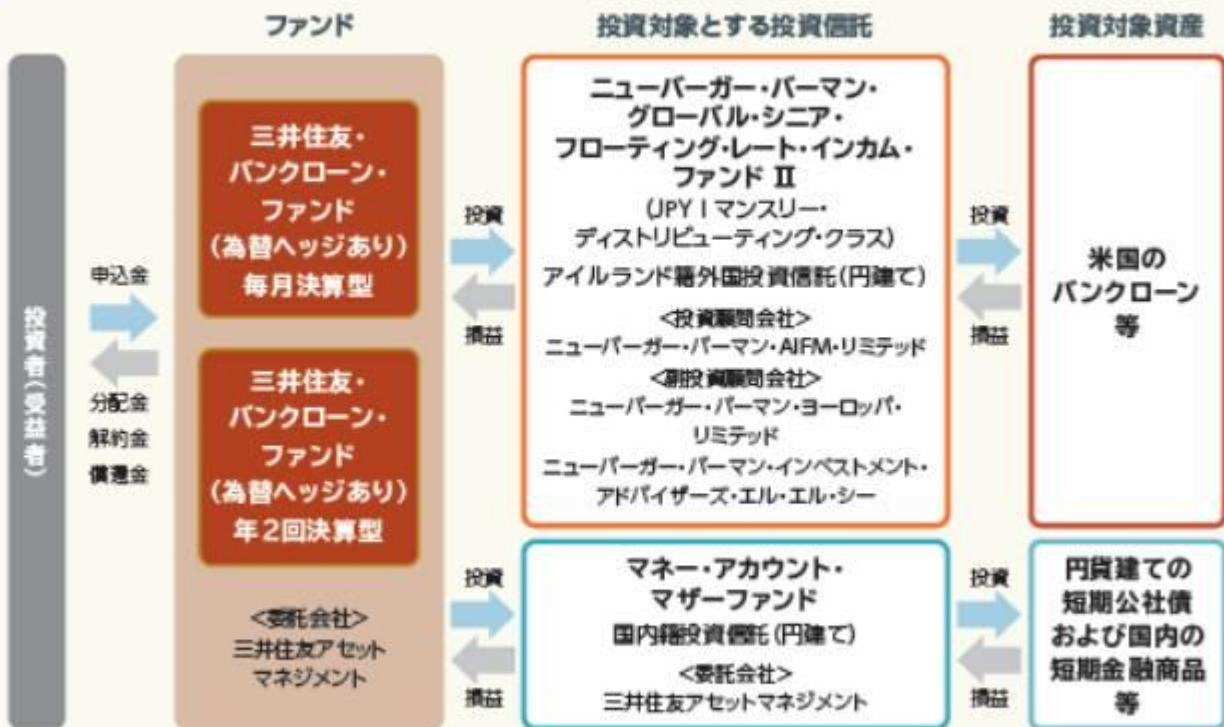 ファンド
投資対象とする投資信託
投資対象資産
投資者(受益者)
申込金
分配金
解約金
償還金
三井住友・
バンクローン・
ファンド
(為替ヘッジあり)
毎月決算型
三井住友・
バンクローン・
ファンド
(為替ヘッジあり)
年2回決算型
<委託会社>
三井住友アセット
マネジメント
投資
損益
ニューバーガー・バーマン・
グローバル・シニア・
フローティング・レート・インカム・
ファンド II
(JPY I マンスリー・
ディストリビューティング・クラス)
アイルランド籍外国投資信託(円建て)
<投資顧問会社>
ニューバーガー・バーマン・AIFM・リミテッド
<副投資顧問会社>
ニューバーガー・バーマン・ヨーロッパ・
リミテッド
ニューバーガー・バーマン・インベストメント・
アドバイザーズ・エル・エル・シー
投資
損益
米国の
バンクローン
等
投資
損益
マネー・アカウント・
マザーファンド
国内籍投資信託(円建て)
<委託会社>
三井住友アセットマネジメント
投資
損益
円貨建ての
短期公社債
および国内の
短期金融商品
等